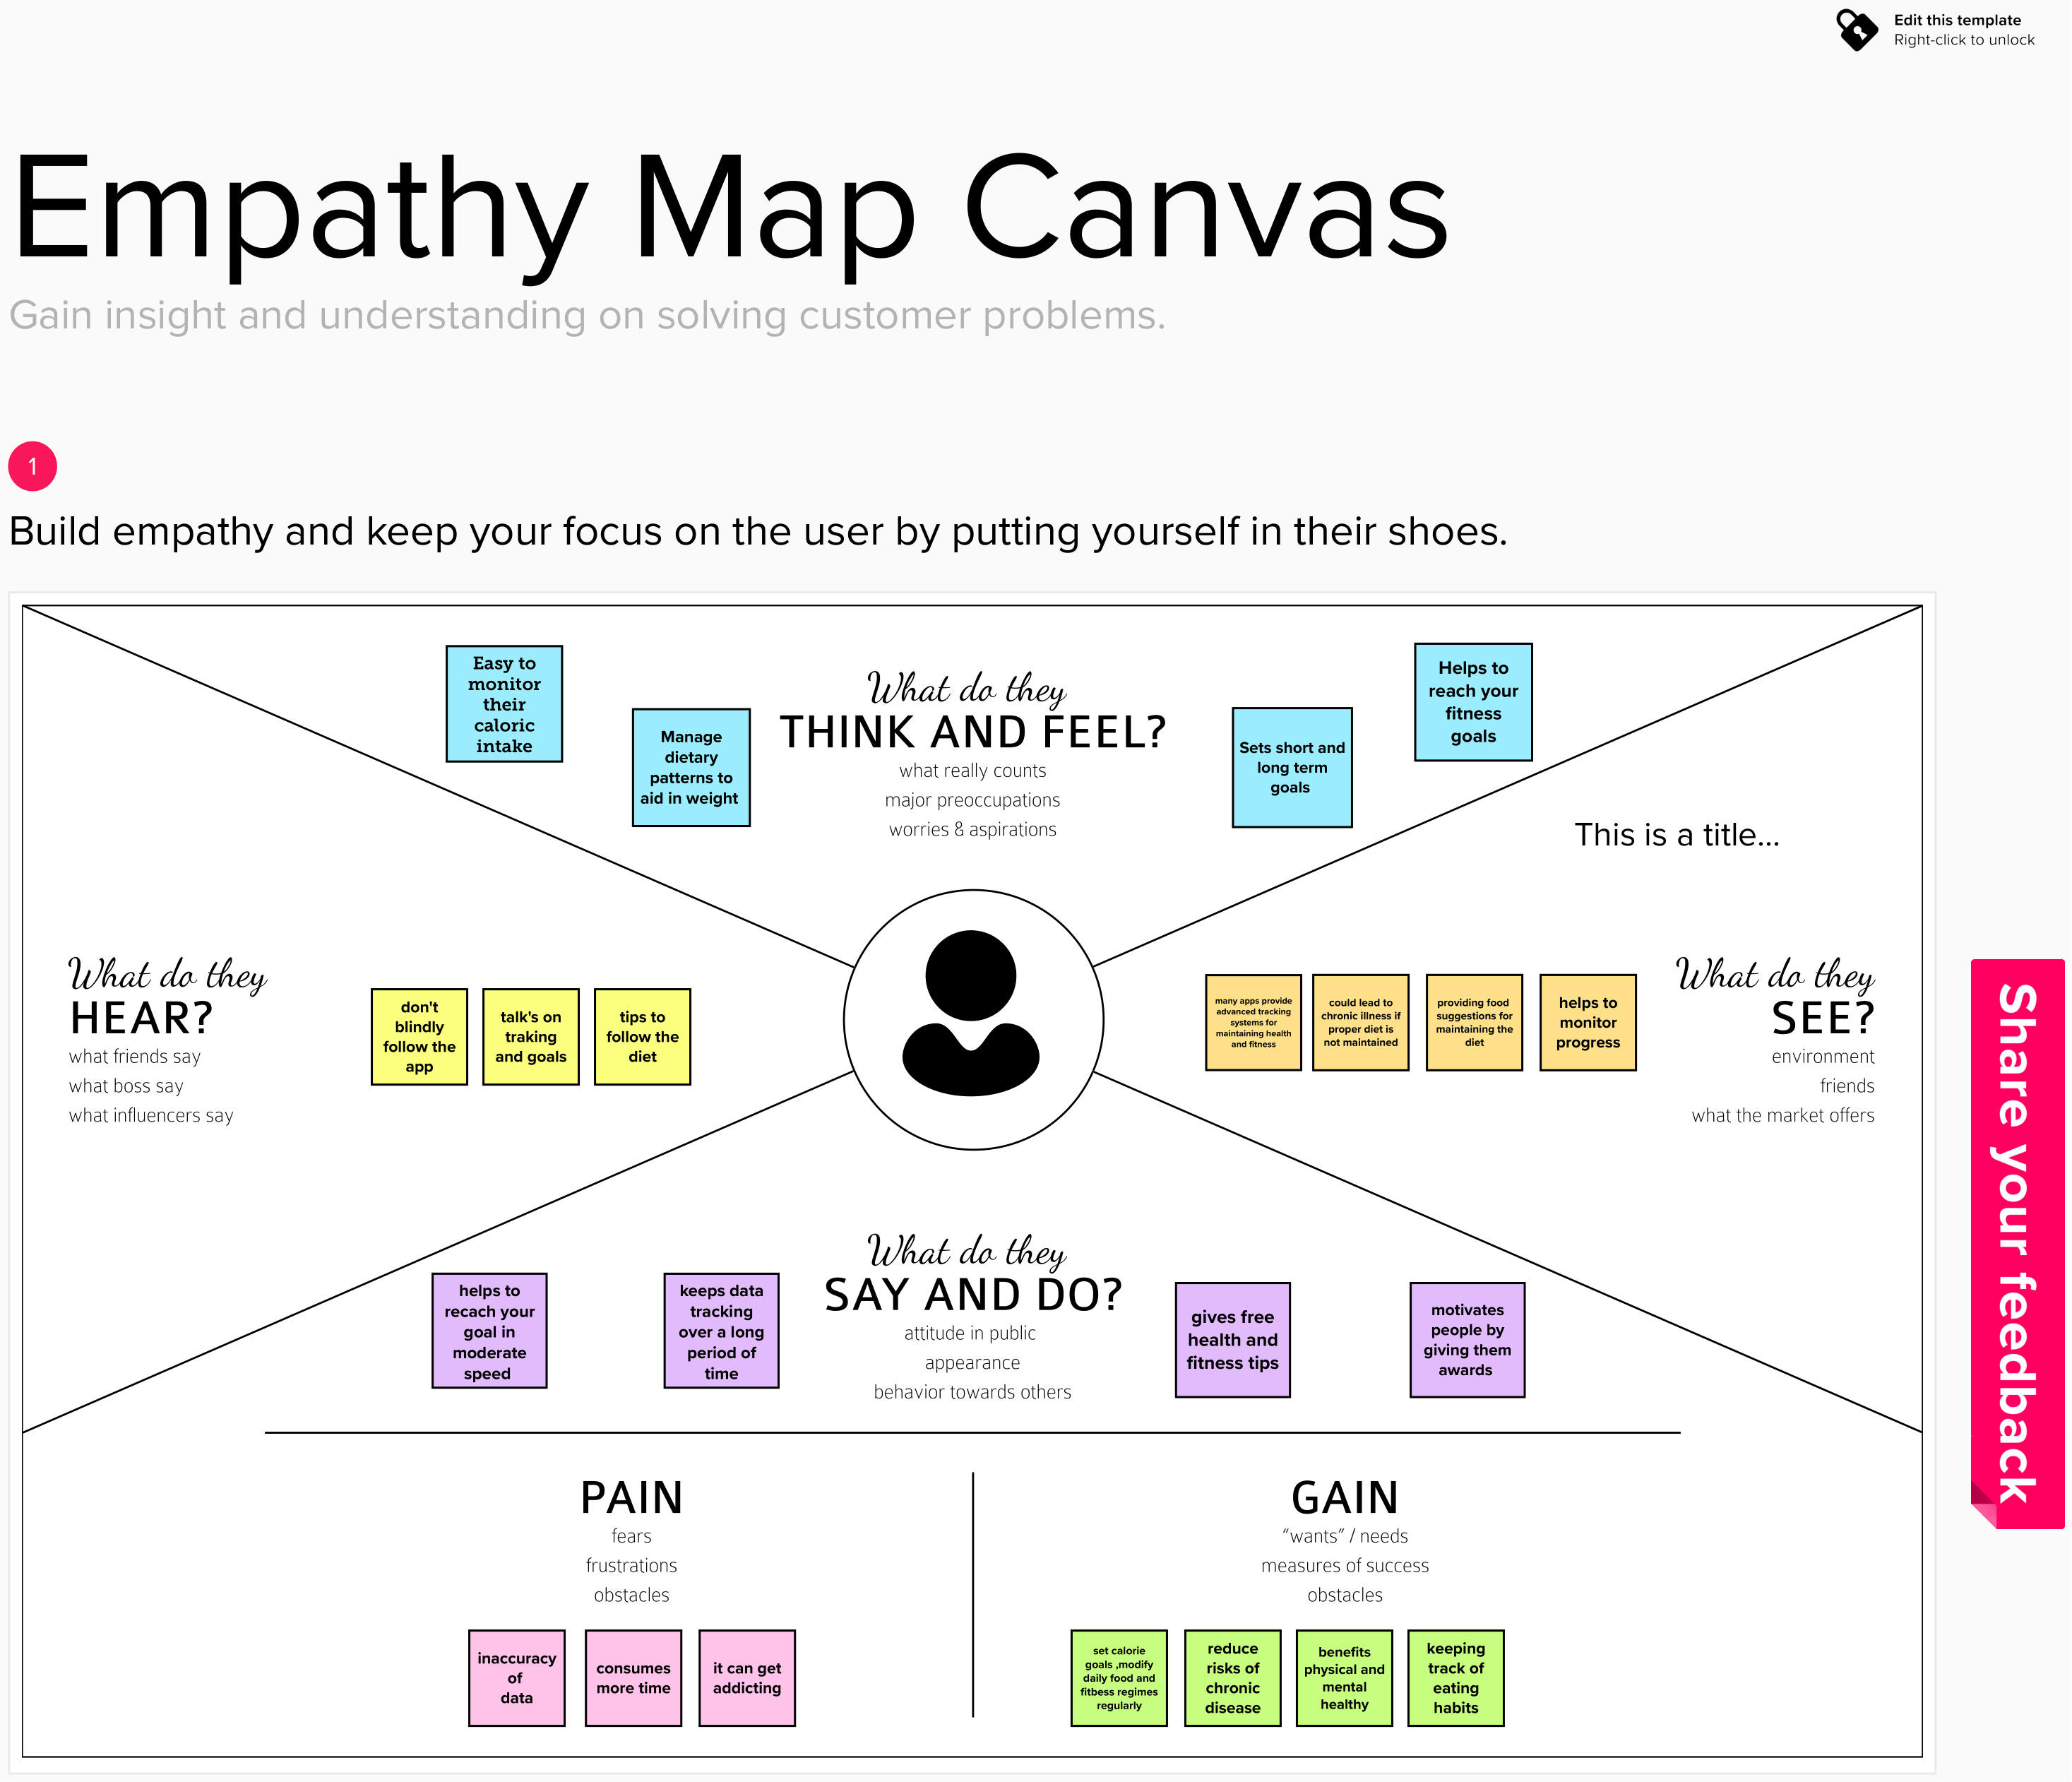 Edit this template
Right-click to unlock
Empathy Map Canvas
Gain insight and understanding on solving customer problems.
1
Build empathy and keep your focus on the user by putting yourself in their shoes.
Easy to
monitor
their
caloric
intake
Manage
dietary
patterns to
aid in weight
What do they
THINK AND FEEL?
what really counts
major preoccupations
worries & aspirations
Sets short and
long term
goals
Helps to
reach your
fitness
goals
This is a title...
What do they
HEAR?
what friends say
what boss say
what influencers say
don't
blindly
follow the
app
talk's on
traking
and goals
tips to
follow the
diet
many apps provide
advanced tracking
systems for
maintaining health
and fitness
could lead to
chronic illness if
proper diet is
not maintained
providing food
suggestions for
maintaining the
diet
helps to
monitor
progress
What do they
SEE?
environment
friends
what the market offers
Share your feedback
helps to
recach your
goal in
moderate
speed
keeps data
tracking
over a long
period of
time
What do they
SAY AND DO?
attitude in public
appearance
behavior towards others
gives free
health and
fitness tips
motivates
people by
giving them
awards
PAIN
fears
frustrations
obstacles
inaccuracy
of
data
consumes
more time
it can get
addicting
GAIN
“wants” / needs
measures of success
obstacles
set calorie
goals ,modify
daily food and
fitbess regimes
regularly
reduce
risks of
chronic
disease
benefits
physical and
mental
healthy
keeping
track of
eating
habits